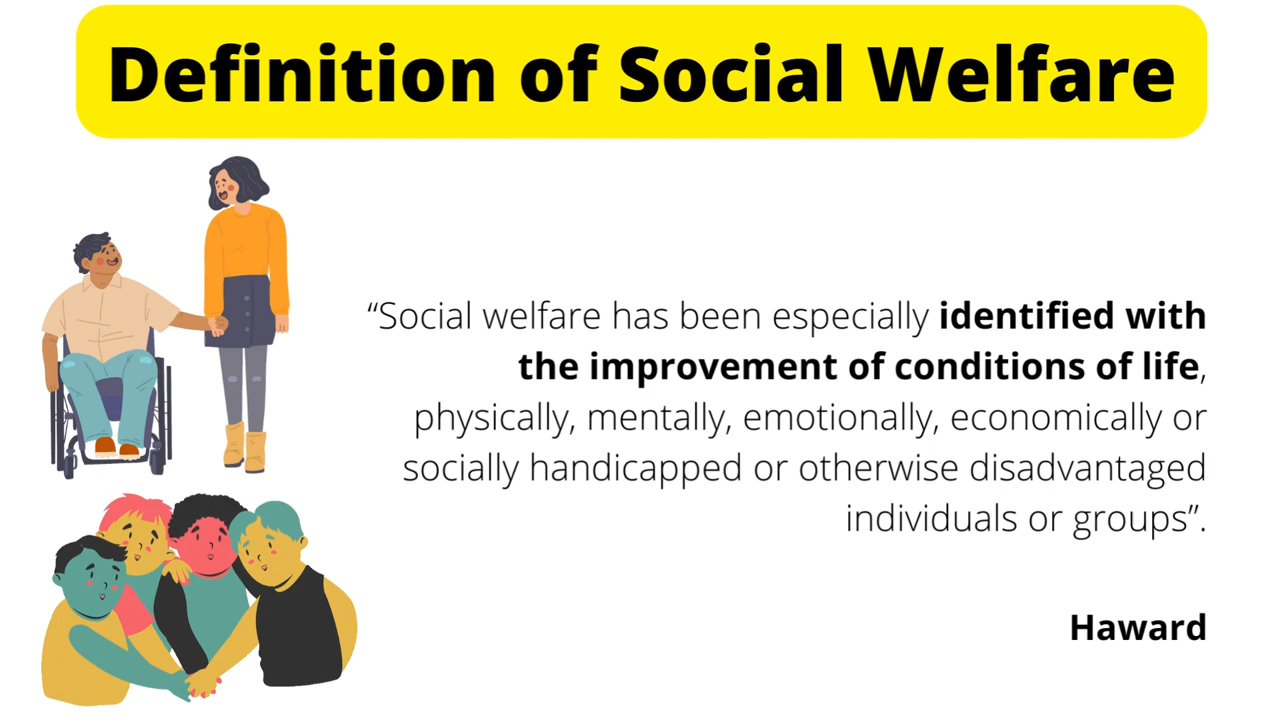 Definition of Social Welfare
“Social welfare has been especially identified with
the improvement of conditions of life,
physically, mentally, emotionally, economically or
socially handicapped or otherwise disadvantaged
individuals or groups”.
Haward